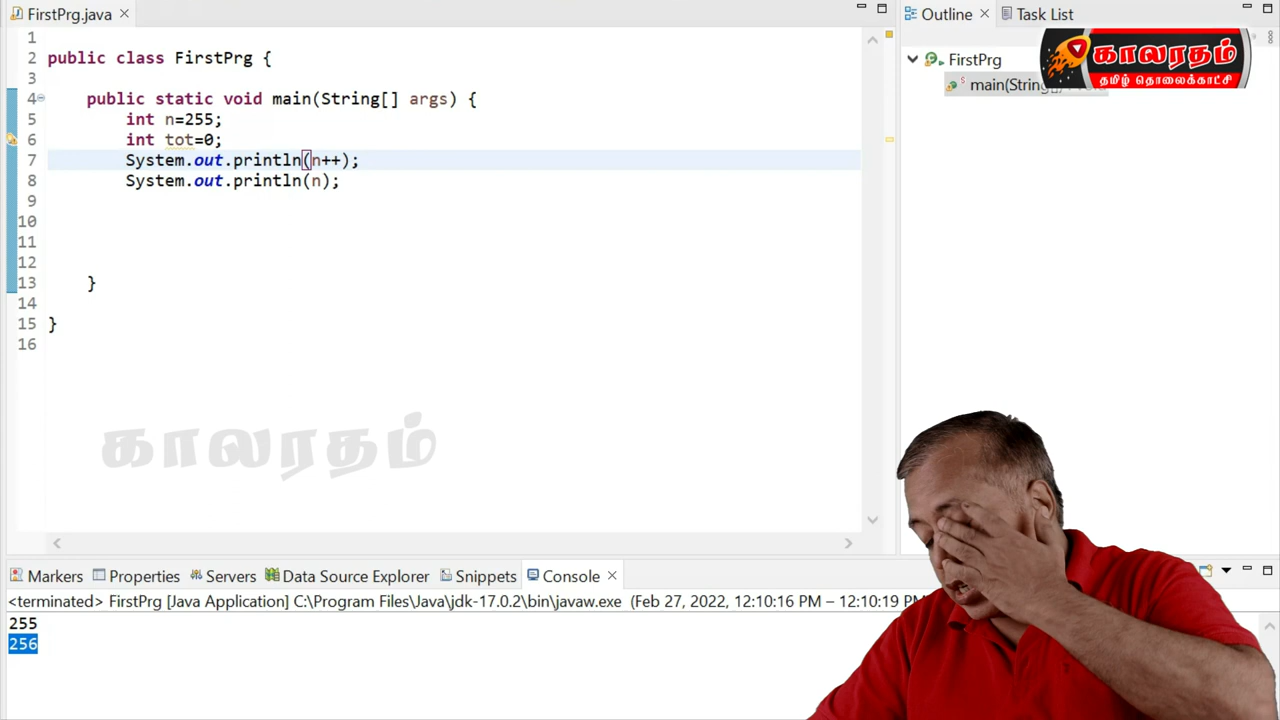 FirstPrg.java
Outline
Task List
காலரதம்
தமிழ் தொலைக்காட்சி
FirstPrg
main(String[]
1
2 public class FirstPrg {
3
4 public static void main(String[] args) {
5 int n=255;
6 int tot=0;
7 System.out.println(n++);
8 System.out.println(n);
9
10
11
12
13 }
14
15 }
16
காலரதம்
Markers Properties Servers Data Source Explorer Snippets Console
<terminated> FirstPrg [Java Application] C:\Program Files\Java\jdk-17.0.2\bin\javaw.exe (Feb 27, 2022, 12:10:16 PM – 12:10:19 PM
255
256